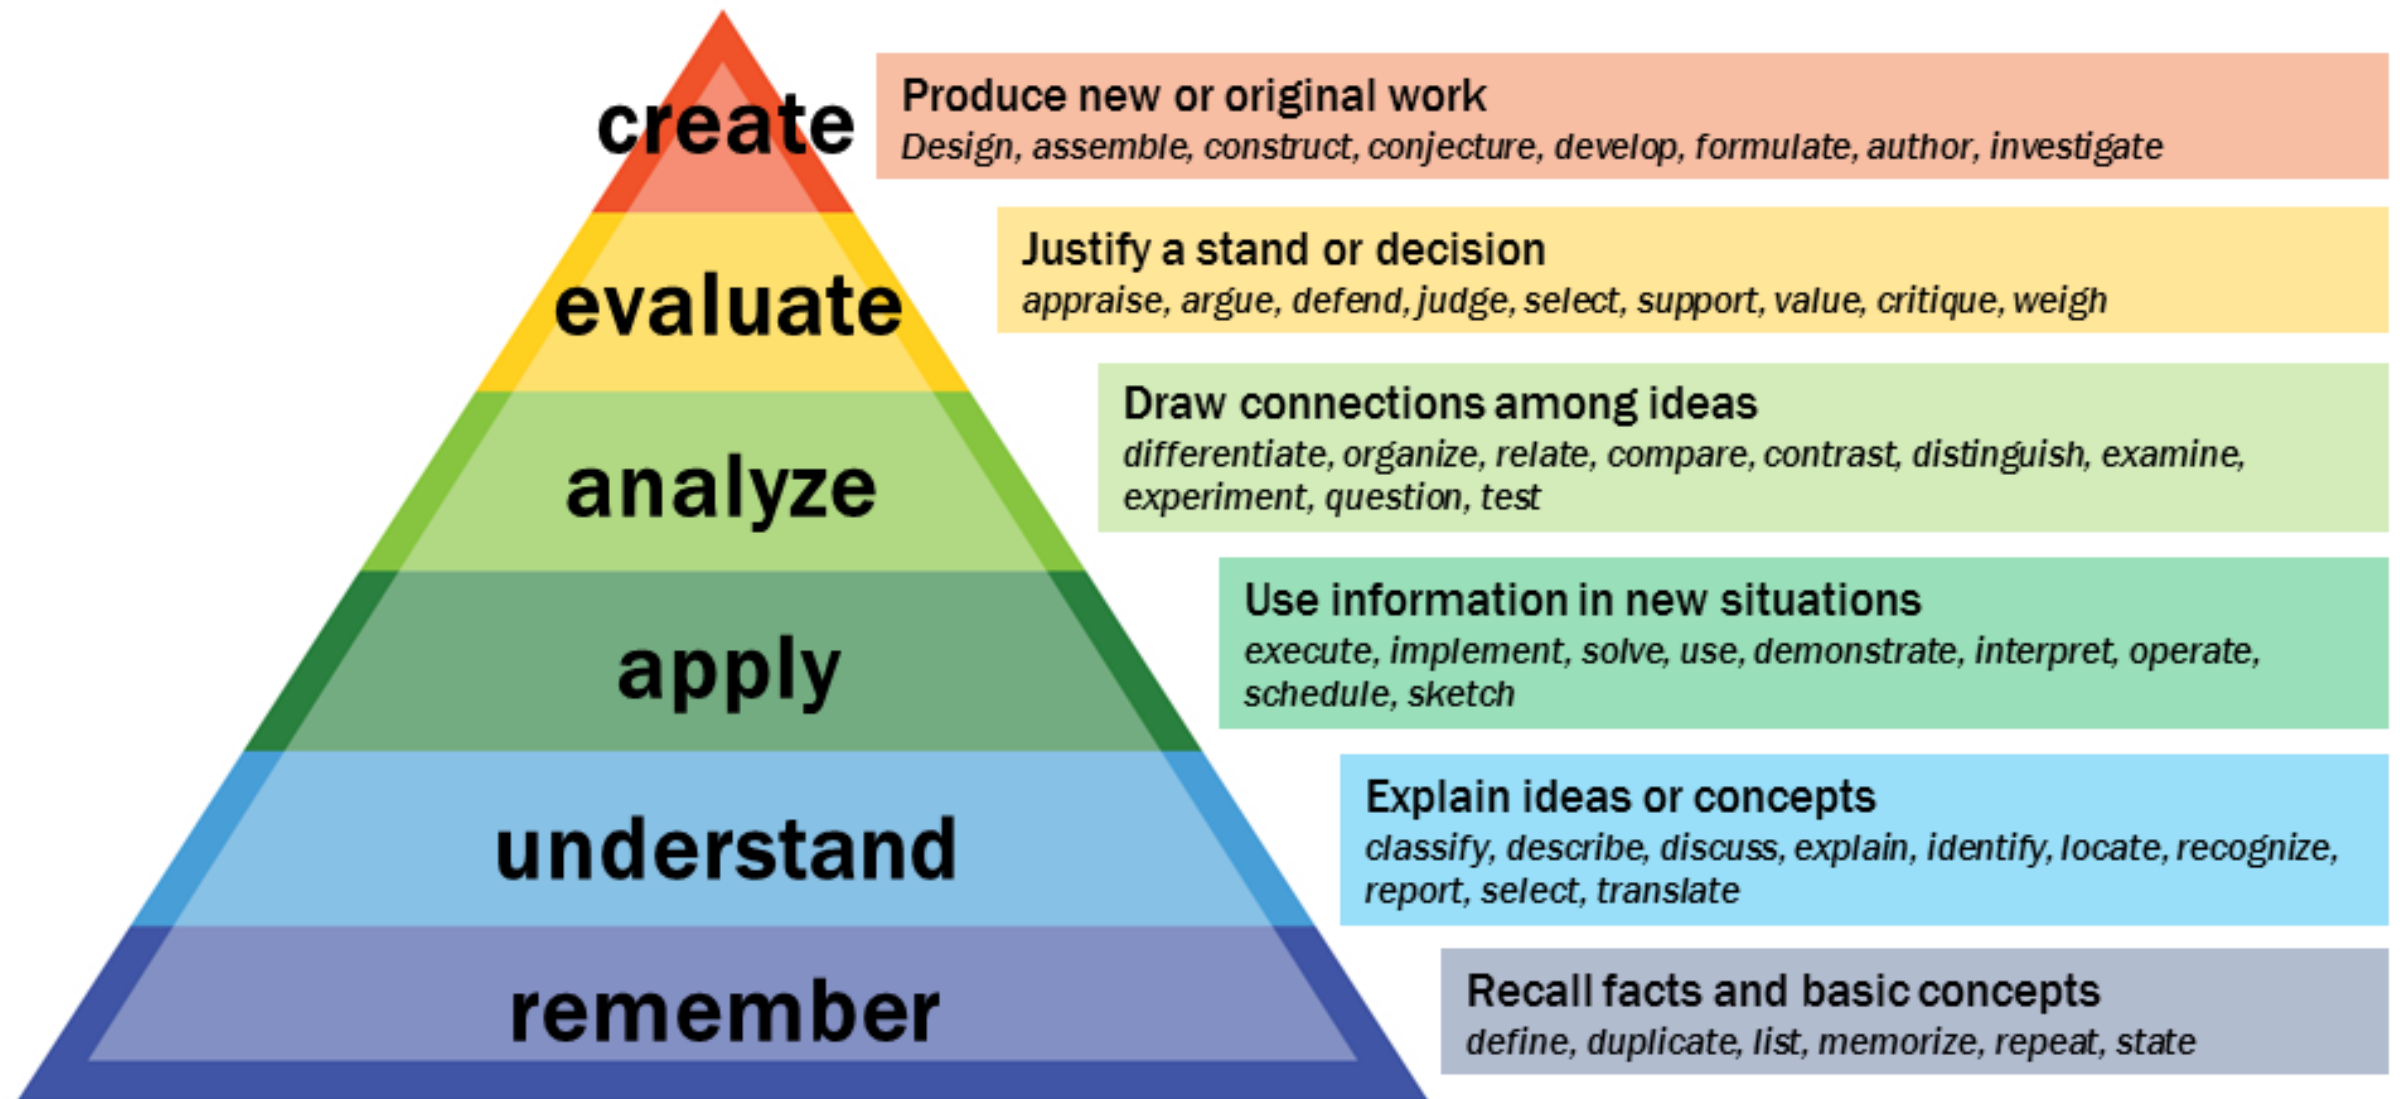 create
Produce new or original work
Design, assemble, construct, conjecture, develop, formulate, author, investigate
evaluate
Justify a stand or decision
appraise, argue, defend, judge, select, support, value, critique, weigh
analyze
Draw connections among ideas
differentiate, organize, relate, compare, contrast, distinguish, examine,
experiment, question, test
apply
Use information in new situations
execute, implement, solve, use, demonstrate, interpret, operate,
schedule, sketch
understand
Explain ideas or concepts
classify, describe, discuss, explain, identify, locate, recognize,
report, select, translate
remember
Recall facts and basic concepts
define, duplicate, list, memorize, repeat, state